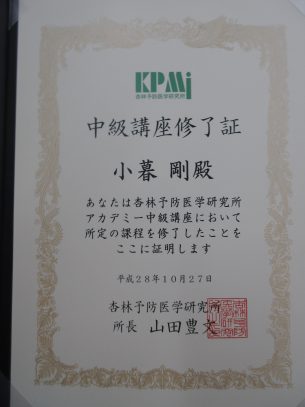 KPMi
杏林予防医学研究所
中級講座修了証
小暮 剛殿
あなたは杏林予防医学研究所
アカデミー中級講座において
所定の課程を修了したことを
ここに証明します
平成28年10月27日
杏林予防医学研究所
所長 山田豊文